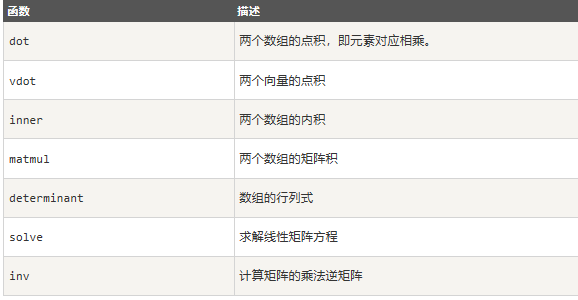 函数 描述
dot 两个数组的点积，即元素对应相乘。
vdot 两个向量的点积
inner 两个数组的内积
matmul 两个数组的矩阵积
determinant 数组的行列式
solve 求解线性矩阵方程
inv 计算矩阵的乘法逆矩阵